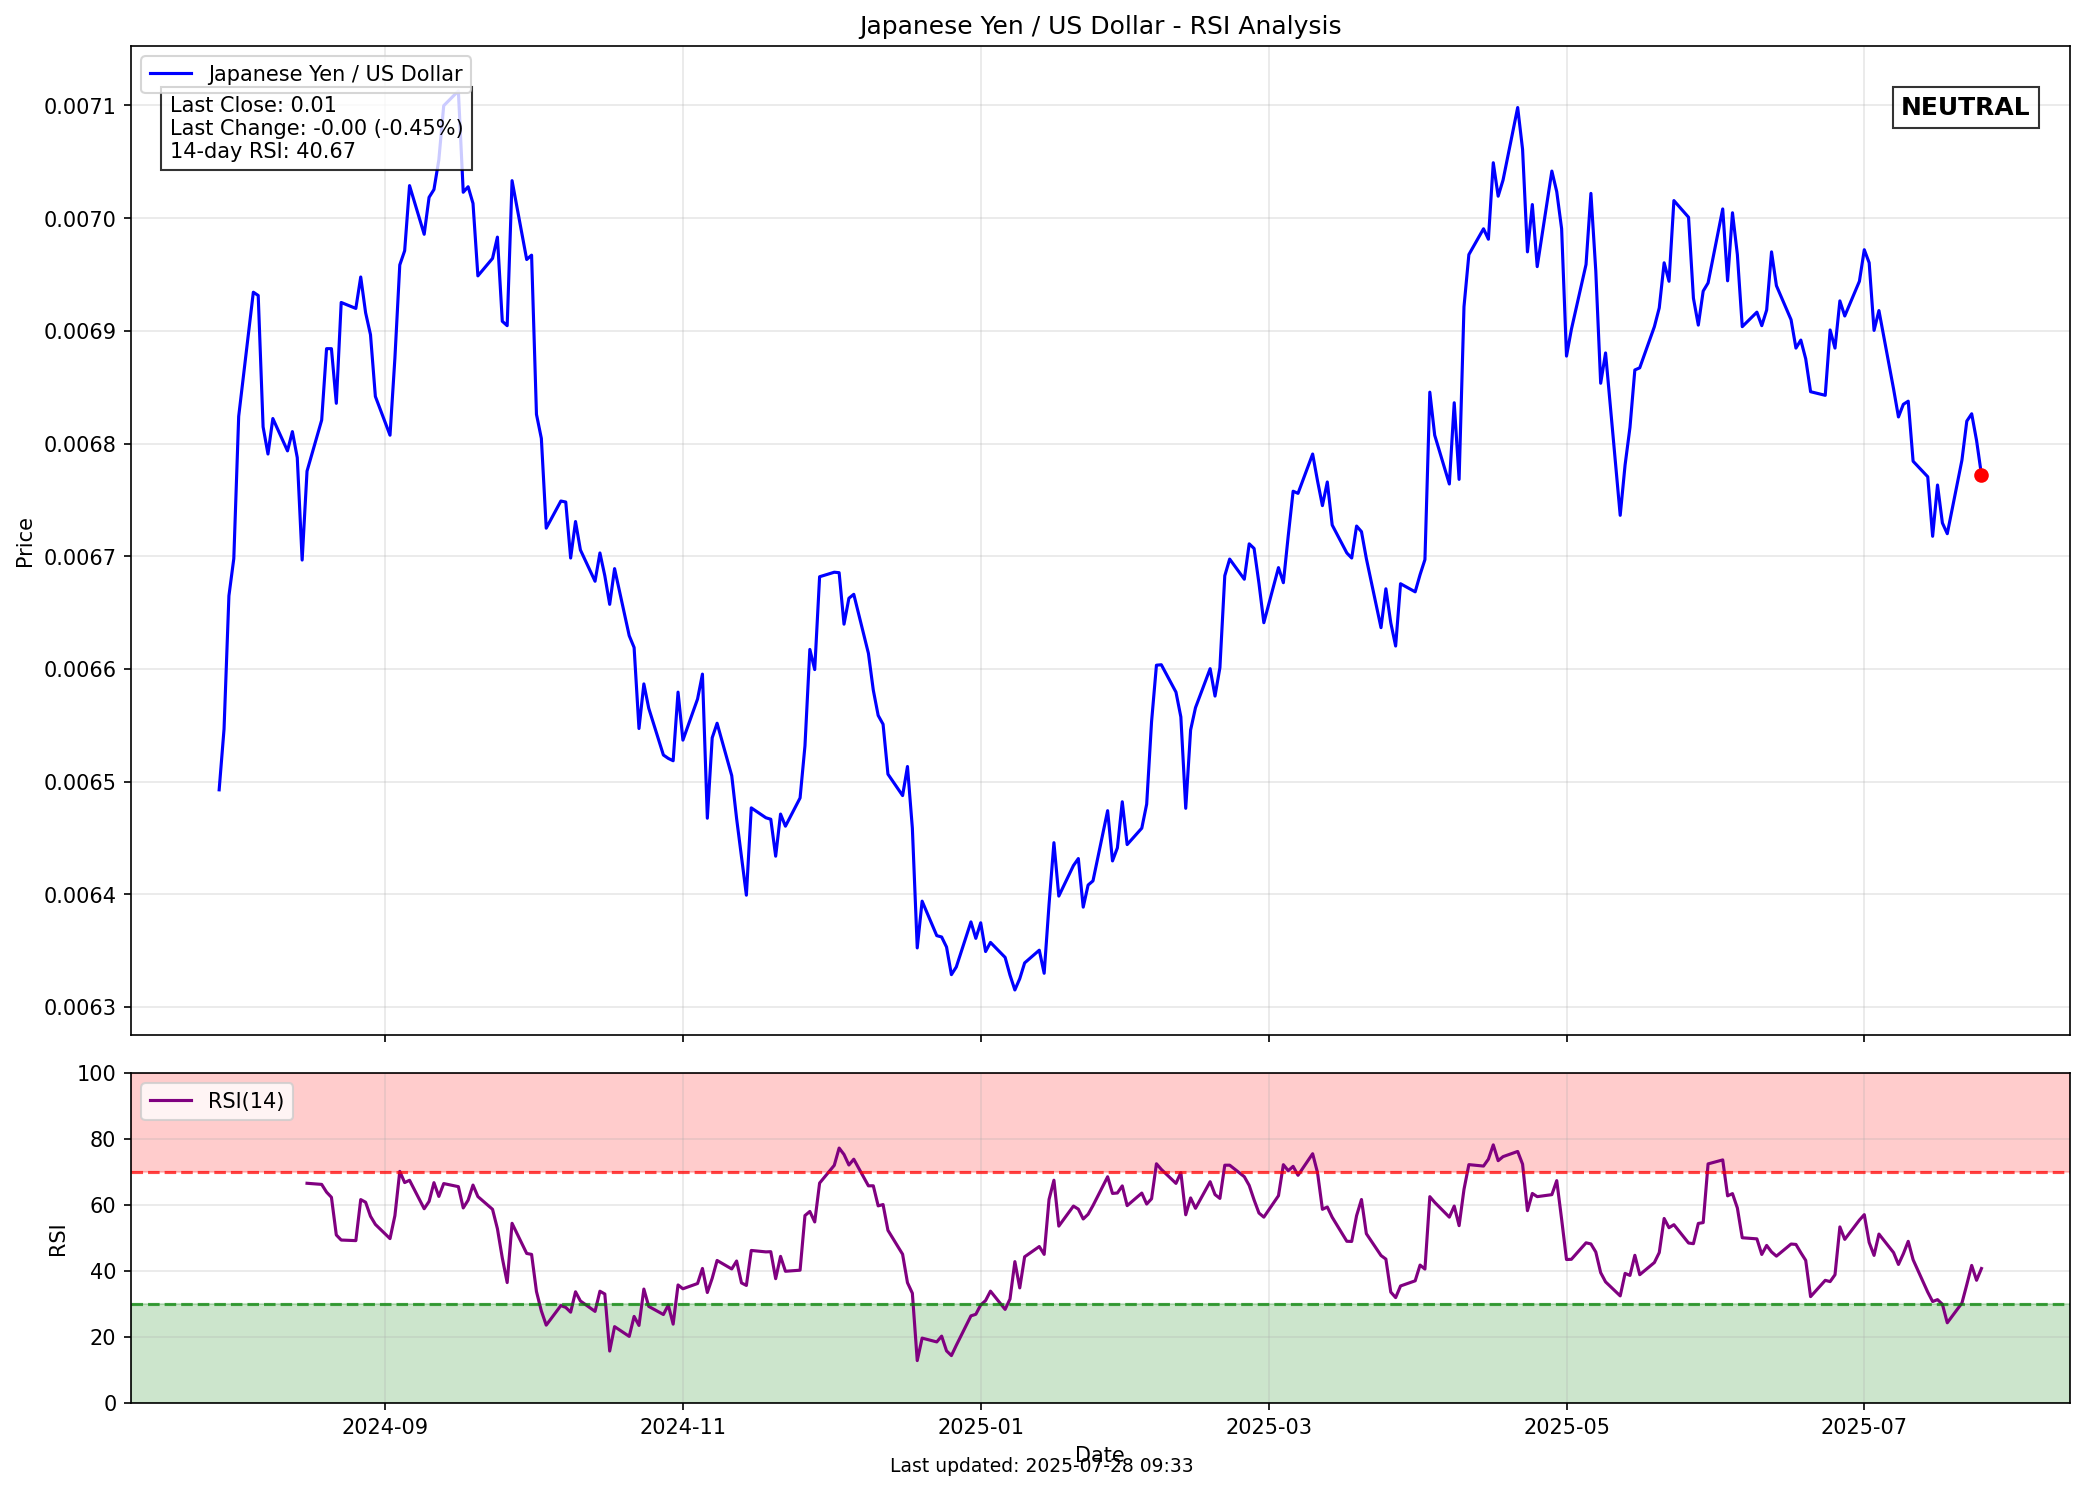 Japanese Yen / US Dollar - RSI Analysis
Japanese Yen / US Dollar
Last Close: 0.01
Last Change: -0.00 (-0.45%)
14-day RSI: 40.67
NEUTRAL
0.0071
0.0070
0.0069
0.0068
0.0067
0.0066
0.0065
0.0064
0.0063
Price
RSI(14)
100
80
60
40
20
0
RSI
2024-09
2024-11
2025-01
2025-03
2025-05
2025-07
Date
Last updated: 2025-07-28 09:33